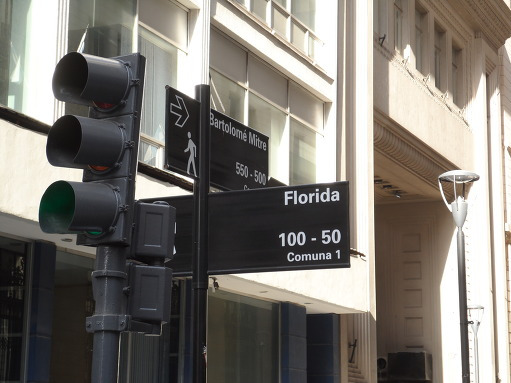 Bartolomé Mitre
550 - 500
Florida
100 - 50
Comuna 1